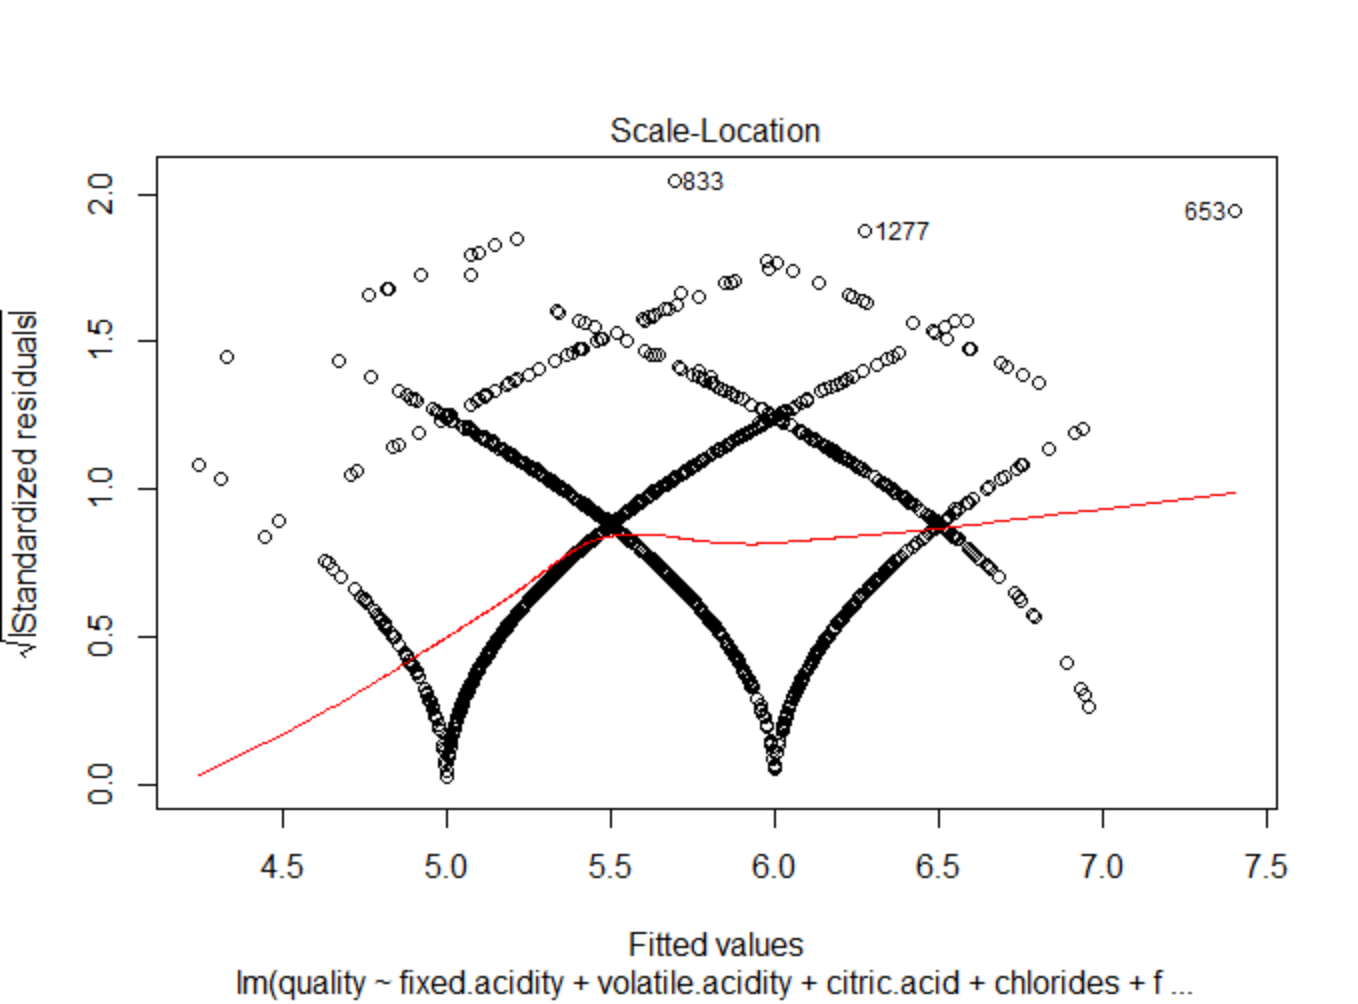 Scale-Location
√|Standardized residuals|
2.0
1.5
1.0
0.5
0.0
833
653
1277
4.5 5.0 5.5 6.0 6.5 7.0 7.5
Fitted values
lm(quality ~ fixed.acidity + volatile.acidity + citric.acid + chlorides + f ...